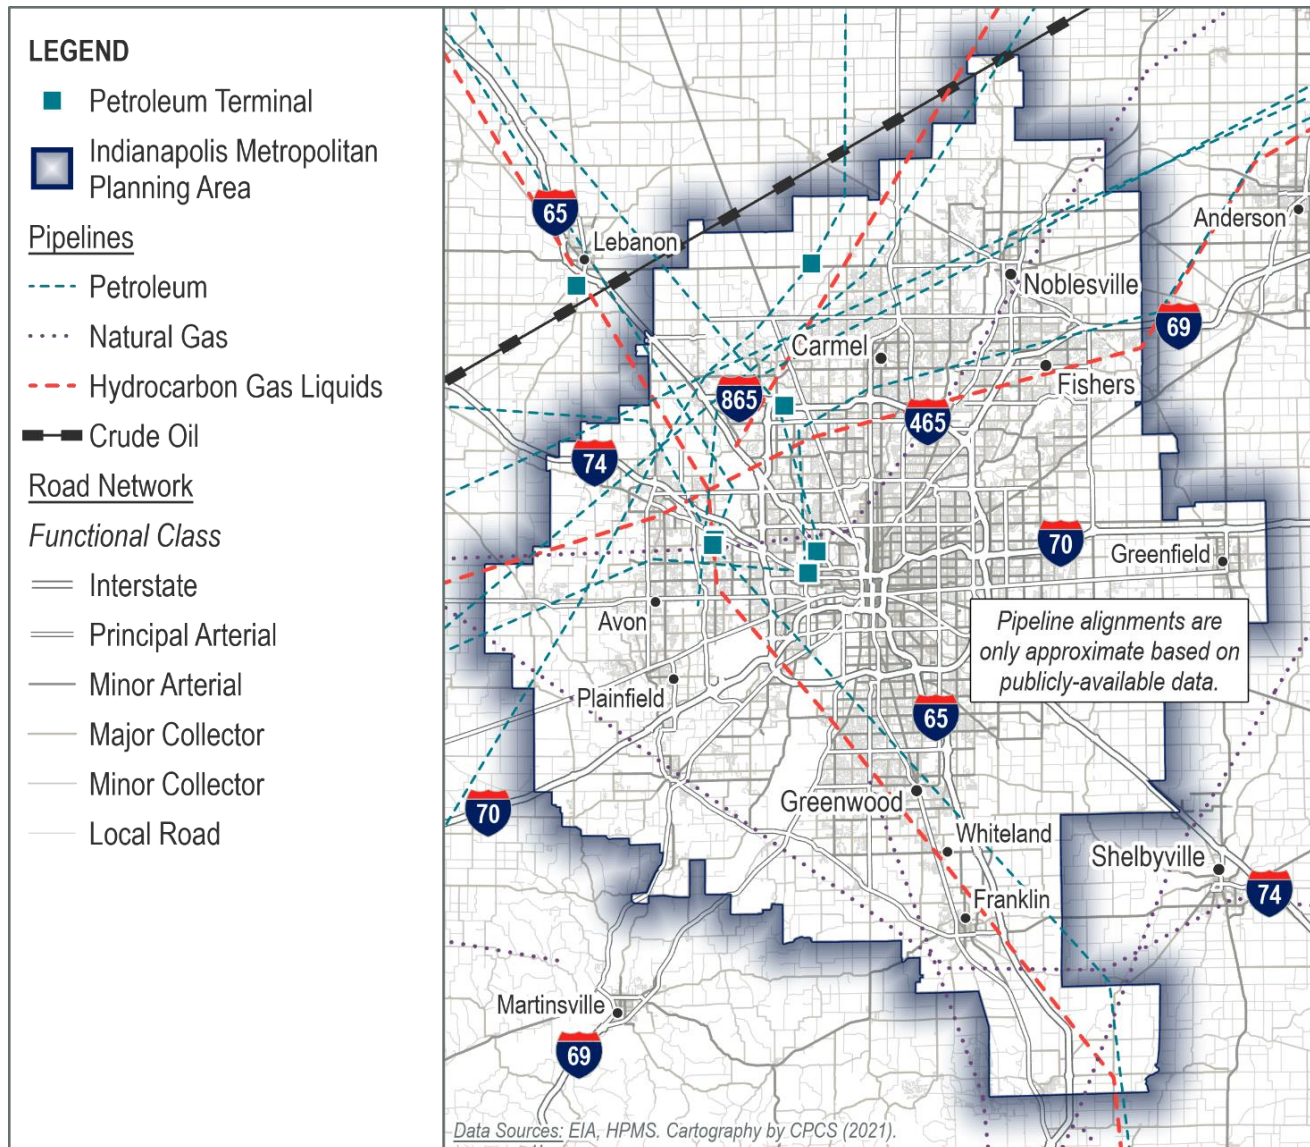 LEGEND
Petroleum Terminal
Indianapolis Metropolitan
Planning Area
Pipelines
Petroleum
Natural Gas
Hydrocarbon Gas Liquids
Crude Oil
Road Network
Functional Class
Interstate
Principal Arterial
Minor Arterial
Major Collector
Minor Collector
Local Road
65
Lebanon
Anderson
Noblesville
69
Carmel
Fishers
865
465
74
70
Greenfield
Avon
Pipeline alignments are
only approximate based on
publicly-available data.
Plainfield
65
70
Greenwood
Whiteland
Shelbyville
74
Franklin
Martinsville
69
Data Sources: EIA, HPMS. Cartography by CPCS (2021).